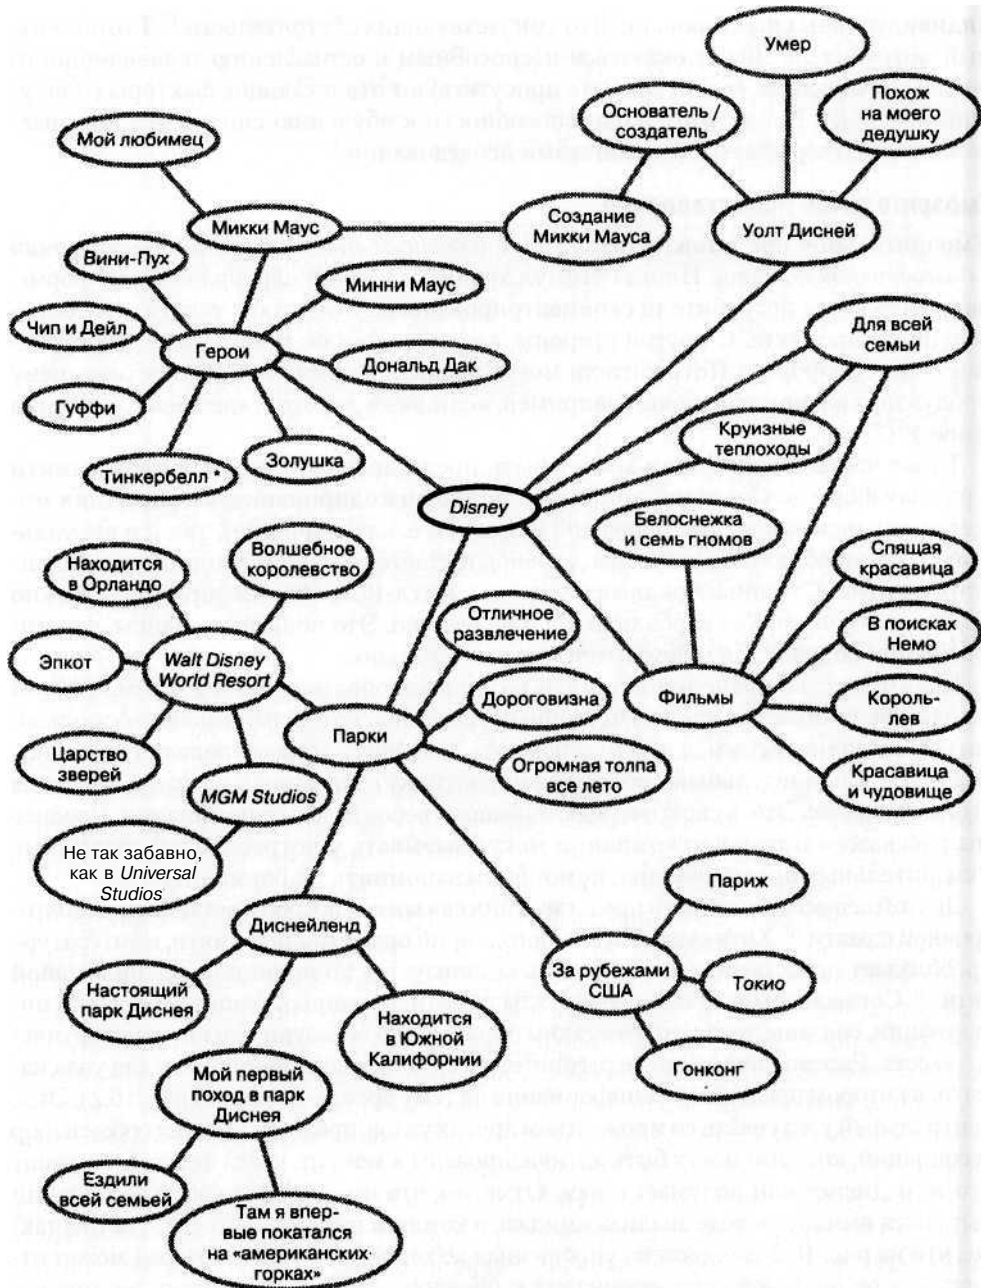 Умер
Основатель/
создатель
Похож
на моего
дедушку
Мой любимец
Микки Маус
Создание
Микки Мауса
Уолт Дисней
Вини-Пух
Минни Маус
Чип и Дейл
Герои
Дональд Дак
Для всей
семьи
Гуффи
Круизные
теплоходы
Тинкербелл
Золушка
Disney
Белоснежка
и семь гномов
Находится
в Орландо
Волшебное
королевство
Спящая
красавица
Отличное
развлечение
В поисках
Немо
Эпкот
Walt Disney
World Resort
Дороговизна
Фильмы
Король-
лев
Парки
Царство
зверей
Огромная толпа
все лето
Красавица
и чудовище
MGM Studios
Не так забавно,
как в Universal
Studios
Париж
Диснейленд
За рубежами
США
Токио
Настоящий
парк Диснея
Находится
в Южной
Калифорнии
Гонконг
Мой первый
поход в парк
Диснея
Ездили
всей семьей
Там я впер-
вые покатался
на «американских
горках»